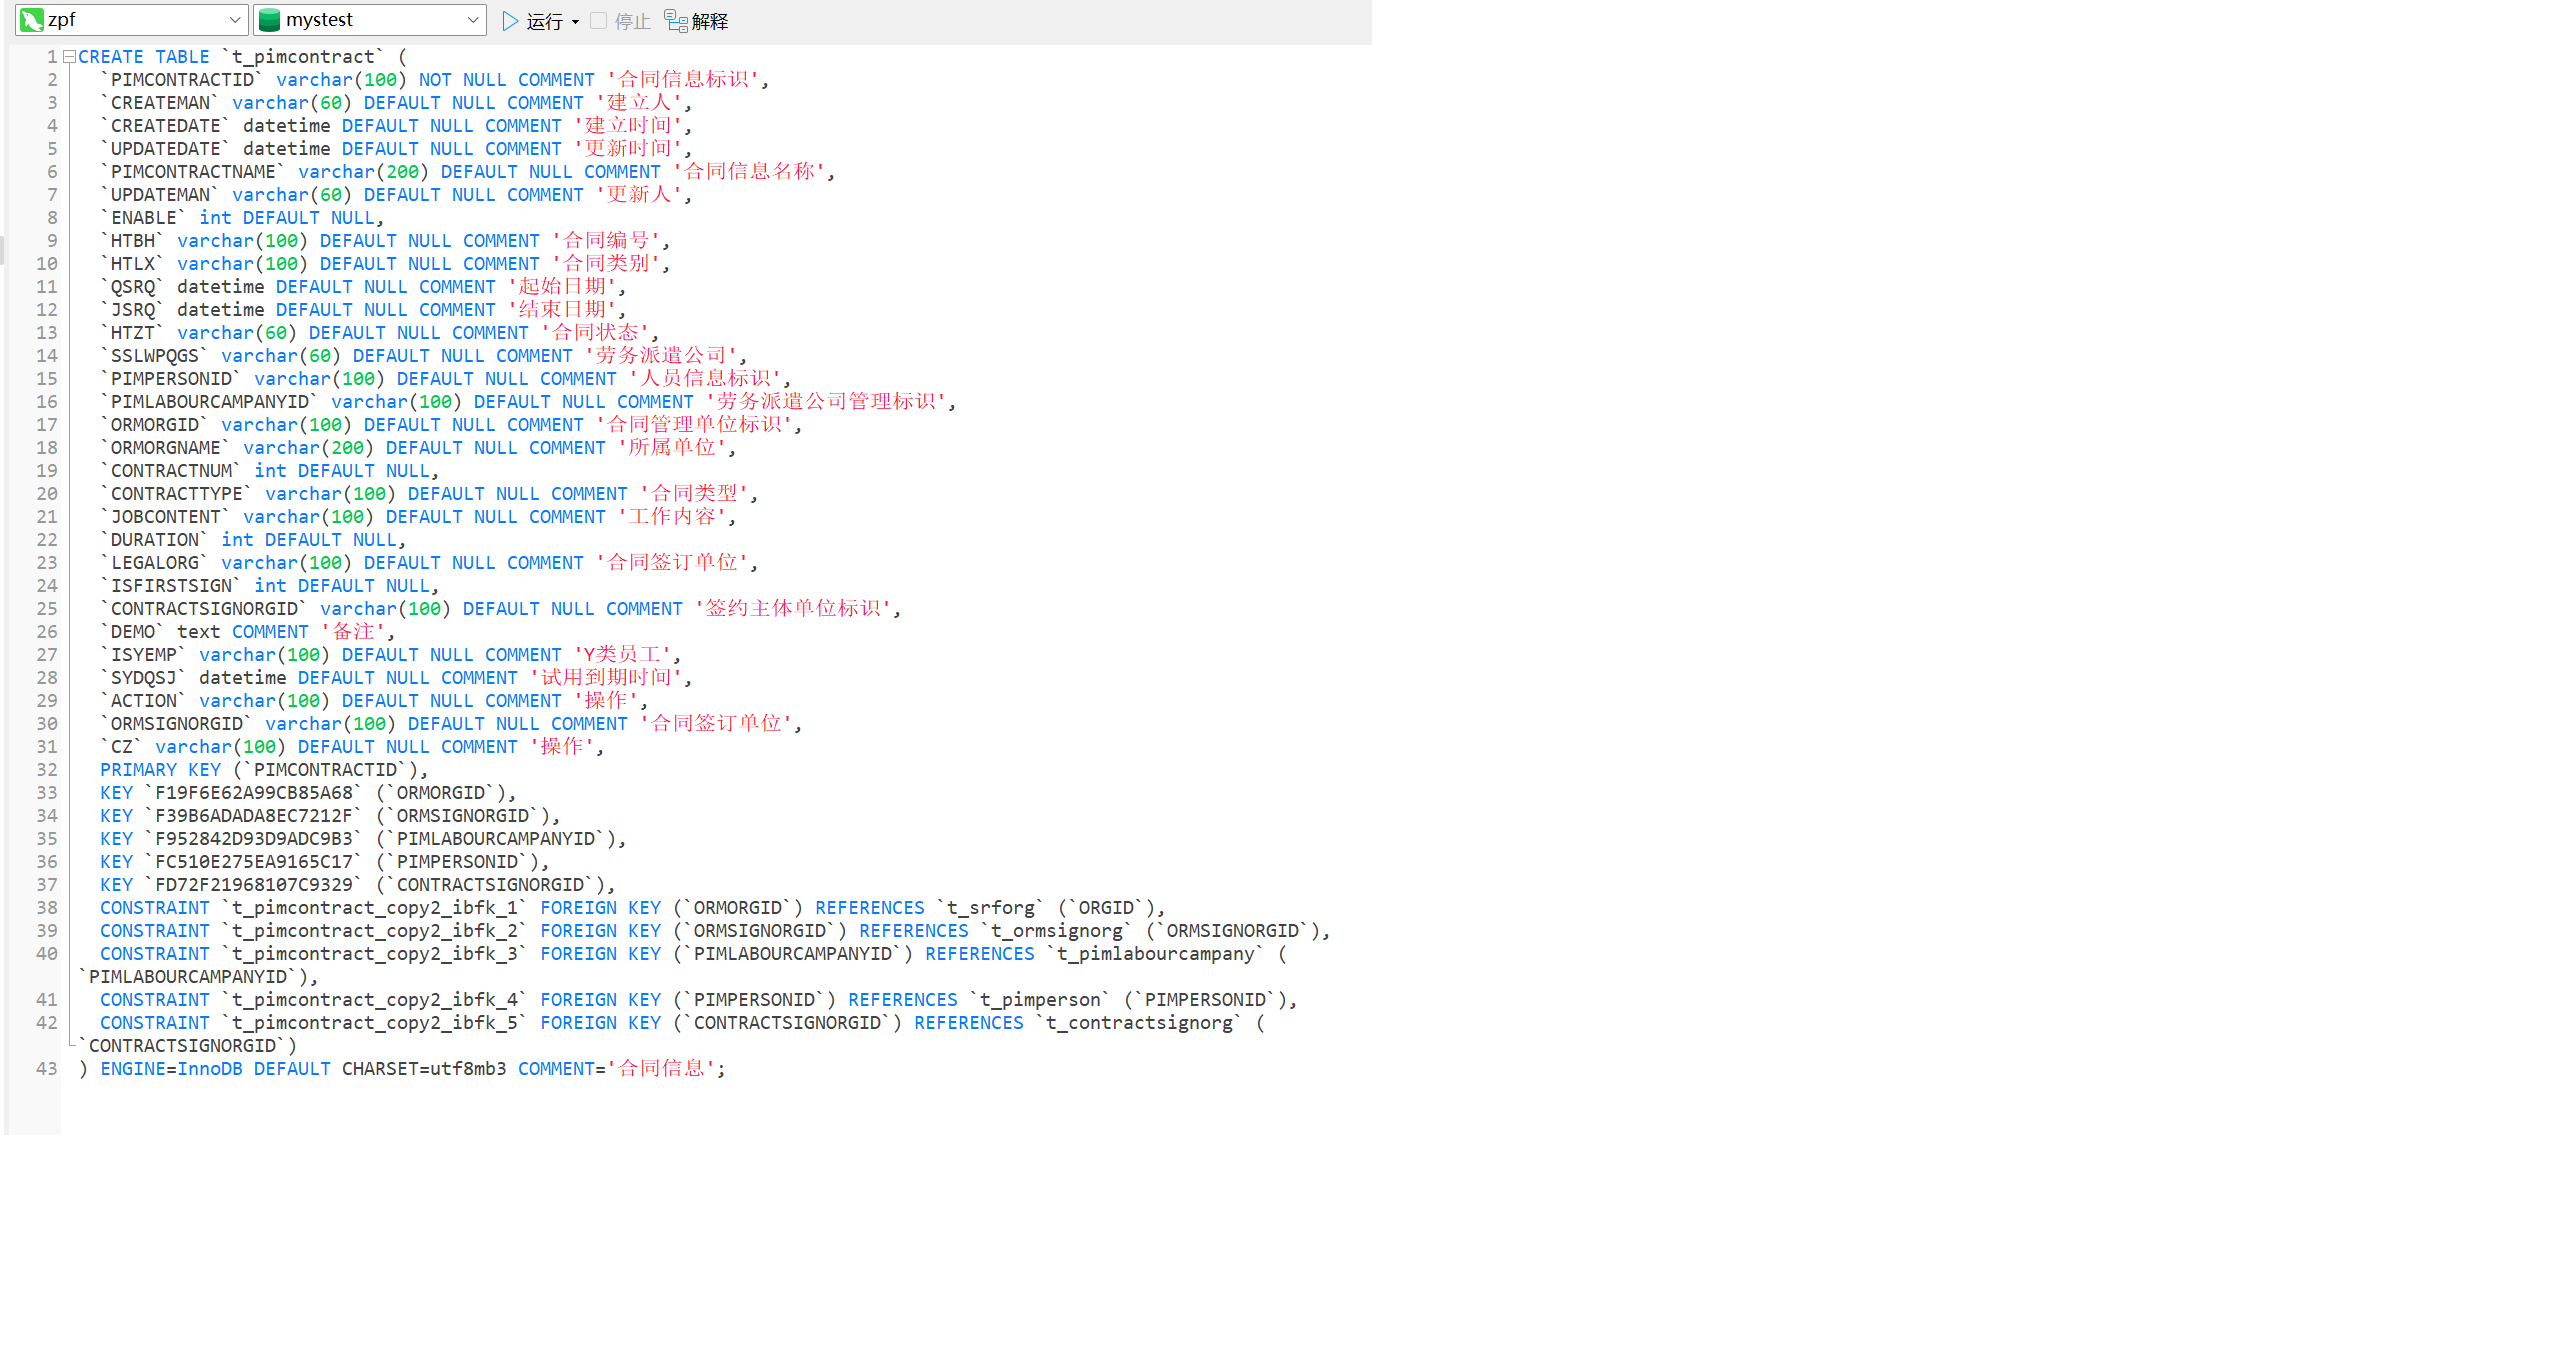 zpf mystest 运行 停止 解释
1 CREATE TABLE `t_pimcontract` (
2 `PIMCONTRACTID` varchar(100) NOT NULL COMMENT '合同信息标识',
3 `CREATEMAN` varchar(60) DEFAULT NULL COMMENT '建立人',
4 `CREATEDATE` datetime DEFAULT NULL COMMENT '建立时间',
5 `UPDATEDATE` datetime DEFAULT NULL COMMENT '更新时间',
6 `PIMCONTRACTNAME` varchar(200) DEFAULT NULL COMMENT '合同信息名称',
7 `UPDATEMAN` varchar(60) DEFAULT NULL COMMENT '更新人',
8 `ENABLE` int DEFAULT NULL,
9 `HTBH` varchar(100) DEFAULT NULL COMMENT '合同编号',
10 `HTLX` varchar(100) DEFAULT NULL COMMENT '合同类别',
11 `QSRQ` datetime DEFAULT NULL COMMENT '起始日期',
12 `JSRQ` datetime DEFAULT NULL COMMENT '结束日期',
13 `HTZT` varchar(60) DEFAULT NULL COMMENT '合同状态',
14 `SSLWPQGS` varchar(60) DEFAULT NULL COMMENT '劳务派遣公司',
15 `PIMPERSONID` varchar(100) DEFAULT NULL COMMENT '人员信息标识',
16 `PIMLABOURCAMPANYID` varchar(100) DEFAULT NULL COMMENT '劳务派遣公司管理标识',
17 `ORMORGID` varchar(100) DEFAULT NULL COMMENT '合同管理单位标识',
18 `ORMORGNAME` varchar(200) DEFAULT NULL COMMENT '所属单位',
19 `CONTRACTNUM` int DEFAULT NULL,
20 `CONTRACTTYPE` varchar(100) DEFAULT NULL COMMENT '合同类型',
21 `JOBCONTENT` varchar(100) DEFAULT NULL COMMENT '工作内容',
22 `DURATION` int DEFAULT NULL,
23 `LEGALORG` varchar(100) DEFAULT NULL COMMENT '合同签订单位',
24 `ISFIRSTSIGN` int DEFAULT NULL,
25 `CONTRACTSIGNORGID` varchar(100) DEFAULT NULL COMMENT '签约主体单位标识',
26 `DEMO` text COMMENT '备注',
27 `ISYEMP` varchar(100) DEFAULT NULL COMMENT 'Y类员工',
28 `SYDQSJ` datetime DEFAULT NULL COMMENT '试用到期时间',
29 `ACTION` varchar(100) DEFAULT NULL COMMENT '操作',
30 `ORMSIGNORGID` varchar(100) DEFAULT NULL COMMENT '合同签订单位',
31 `CZ` varchar(100) DEFAULT NULL COMMENT '操作',
32 PRIMARY KEY (`PIMCONTRACTID`),
33 KEY `F19F6E62A99CB85A68` (`ORMORGID`),
34 KEY `F39B6ADADA8EC7212F` (`ORMSIGNORGID`),
35 KEY `F952842D93D9ADC9B3` (`PIMLABOURCAMPANYID`),
36 KEY `FC510E275EA9165C17` (`PIMPERSONID`),
37 KEY `FD72F21968107C9329` (`CONTRACTSIGNORGID`),
38 CONSTRAINT `t_pimcontract_copy2_ibfk_1` FOREIGN KEY (`ORMORGID`) REFERENCES `t_srforg` (`ORGID`),
39 CONSTRAINT `t_pimcontract_copy2_ibfk_2` FOREIGN KEY (`ORMSIGNORGID`) REFERENCES `t_ormsignorg` (`ORMSIGNORGID`),
40 CONSTRAINT `t_pimcontract_copy2_ibfk_3` FOREIGN KEY (`PIMLABOURCAMPANYID`) REFERENCES `t_pimlabourcampany` (
`PIMLABOURCAMPANYID`),
41 CONSTRAINT `t_pimcontract_copy2_ibfk_4` FOREIGN KEY (`PIMPERSONID`) REFERENCES `t_pimperson` (`PIMPERSONID`),
42 CONSTRAINT `t_pimcontract_copy2_ibfk_5` FOREIGN KEY (`CONTRACTSIGNORGID`) REFERENCES `t_contractsignorg` (
`CONTRACTSIGNORGID`)
43 ) ENGINE=InnoDB DEFAULT CHARSET=utf8mb3 COMMENT='合同信息';